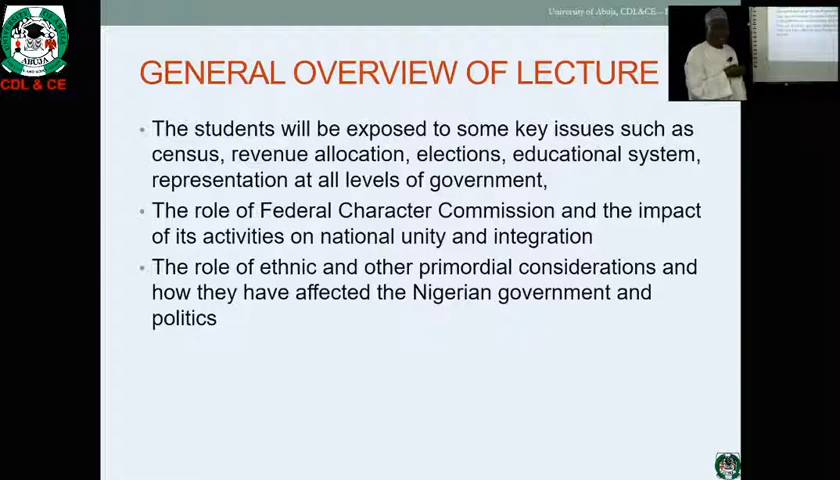 University of Abuja, CDL&CE
GENERAL OVERVIEW OF LECTURE
• The students will be exposed to some key issues such as
census, revenue allocation, elections, educational system,
representation at all levels of government,
• The role of Federal Character Commission and the impact
of its activities on national unity and integration
• The role of ethnic and other primordial considerations and
how they have affected the Nigerian government and
politics
ABUJA
CDL & CE